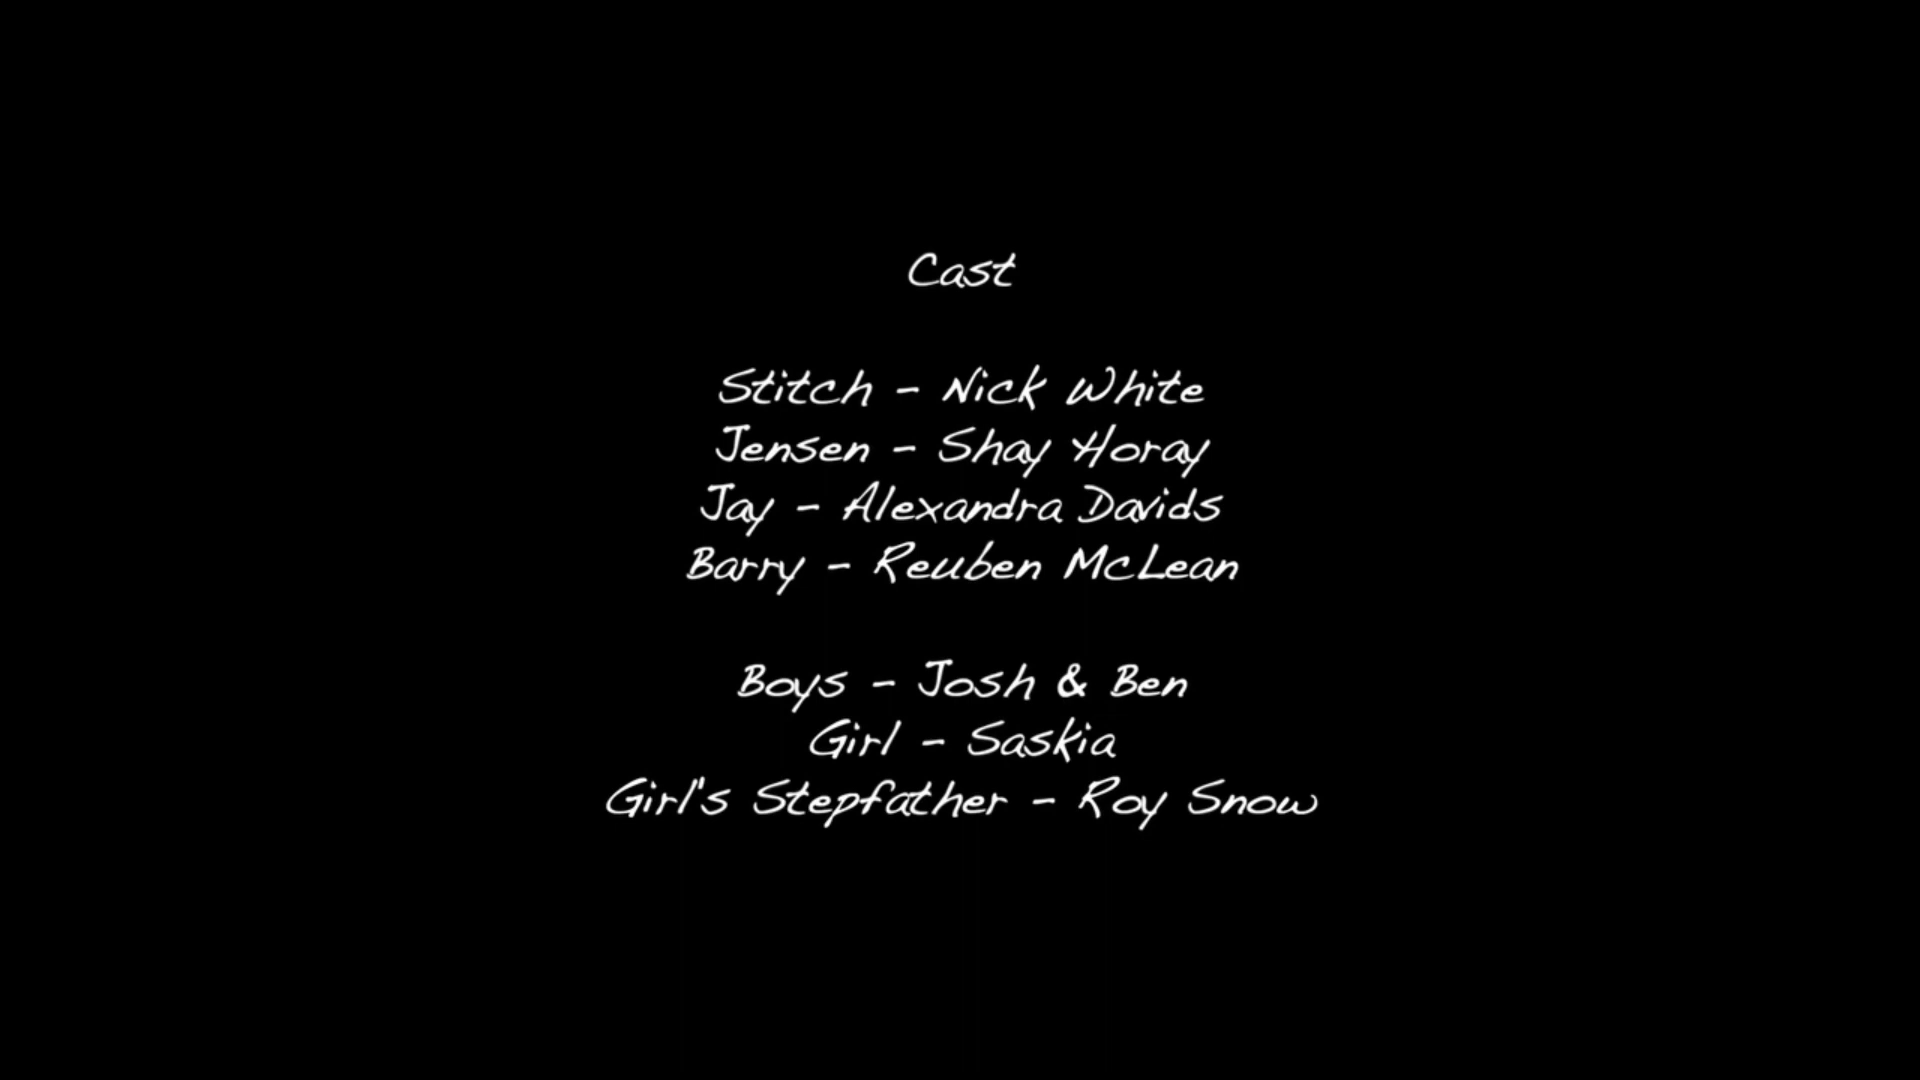 Cast
Stitch - Nick White
Jensen - Shay Horay
Jay - Alexandra Davids
Barry - Reuben McLean
Boys - Josh & Ben
Girl - Saskia
Girl's Stepfather - Roy Snow